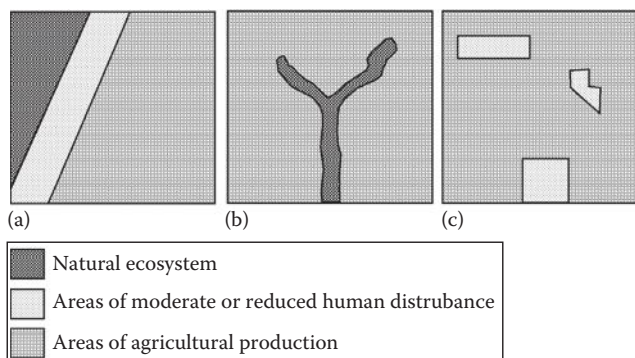 (a) (b) (c)
Natural ecosystem
Areas of moderate or reduced human distrubance
Areas of agricultural production